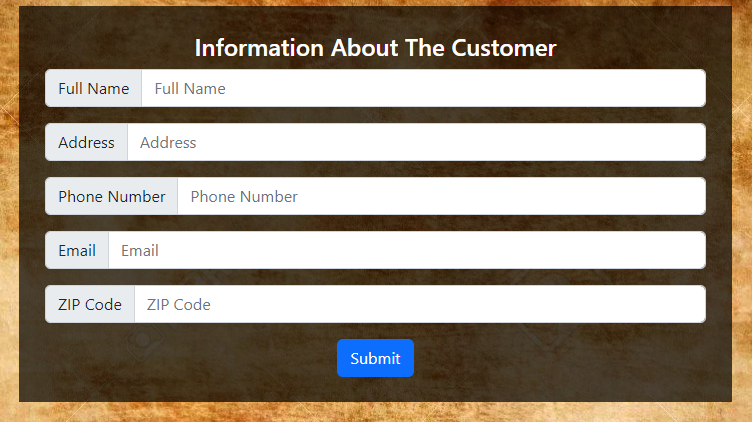 Information About The Customer
Full Name Full Name
Address Address
Phone Number Phone Number
Email Email
ZIP Code ZIP Code
Submit